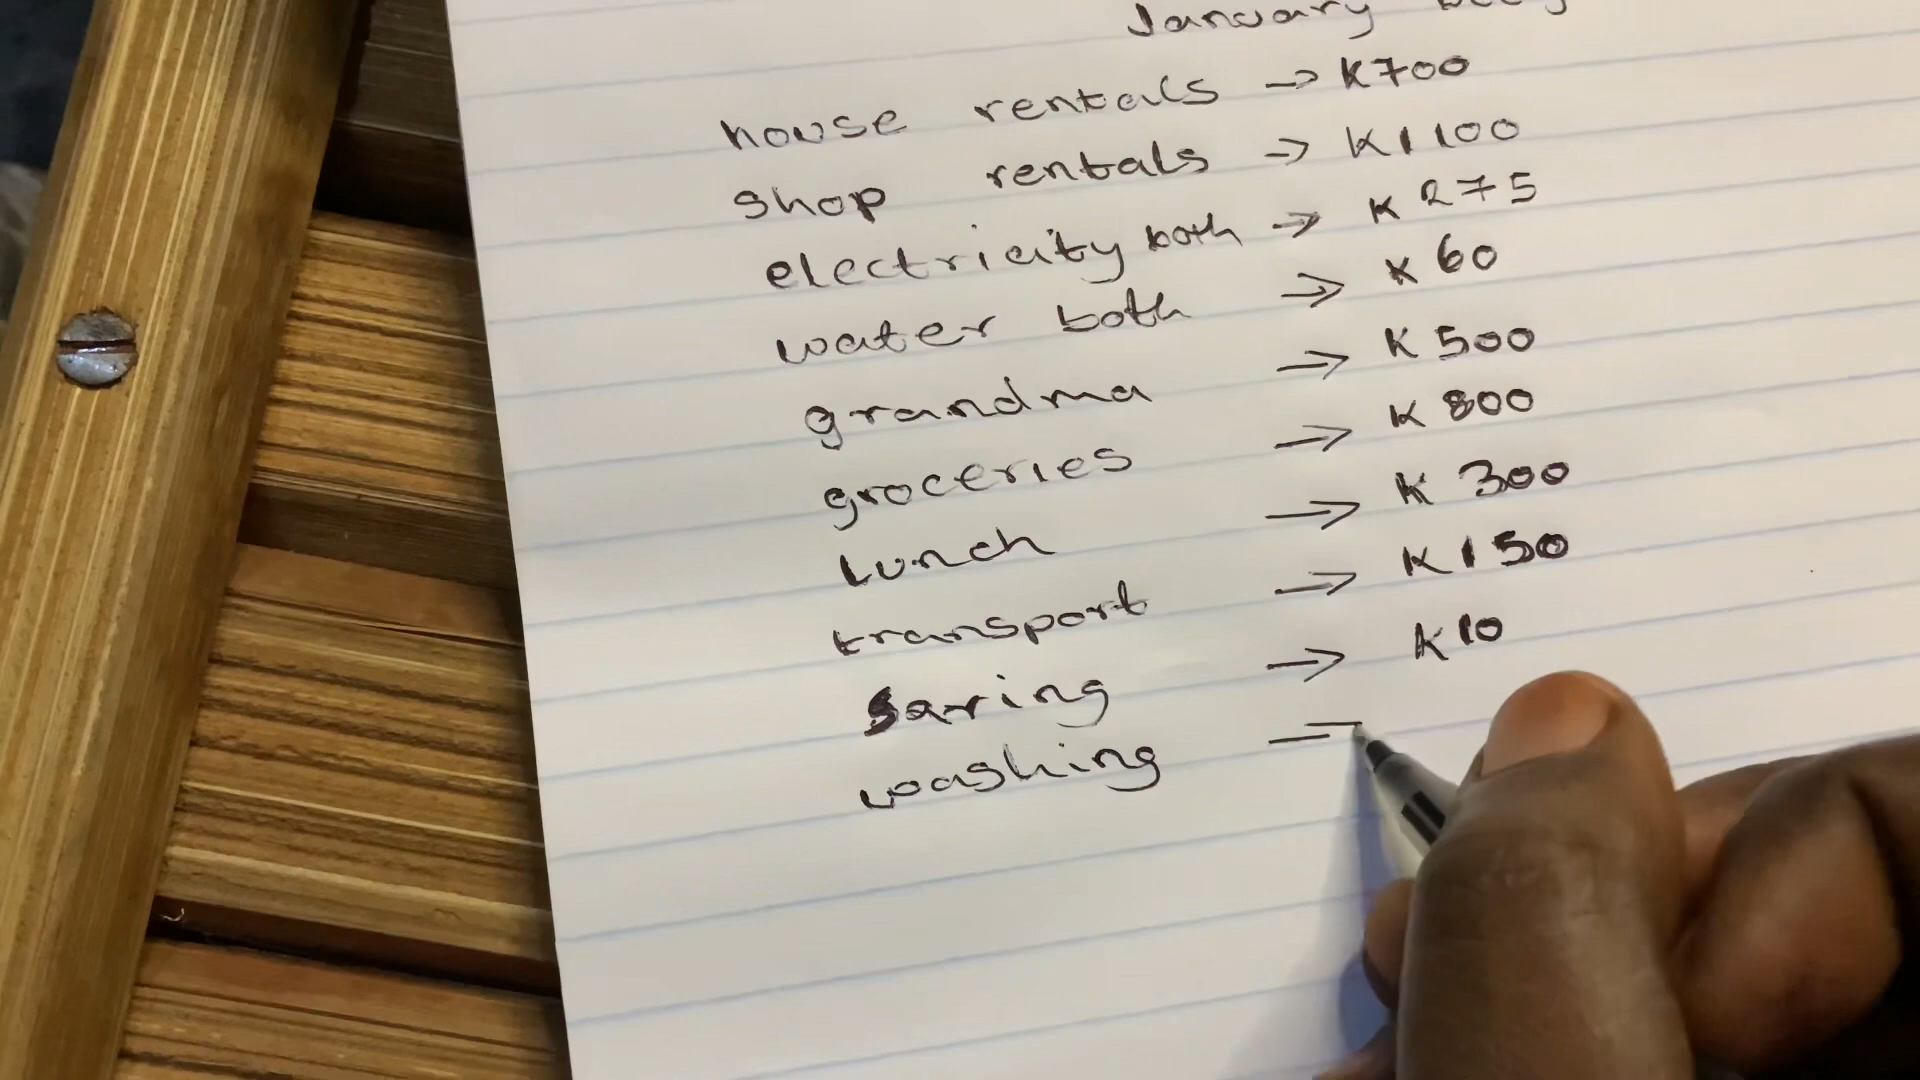 January
house rentals → K700
shop rentals → K1100
electricity both → K275
water both → K60
grandma → K500
groceries → K800
lunch → K300
transport → K150
saring → K10
washing